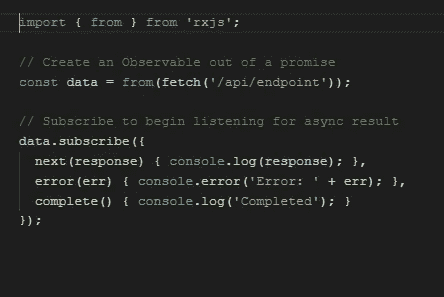 import { from } from 'rxjs';
// Create an Observable out of a promise
const data = from(fetch('/api/endpoint'));
// Subscribe to begin listening for async result
data.subscribe({
next(response) { console.log(response); },
error(err) { console.error('Error: ' + err); },
complete() { console.log('Completed'); }
});